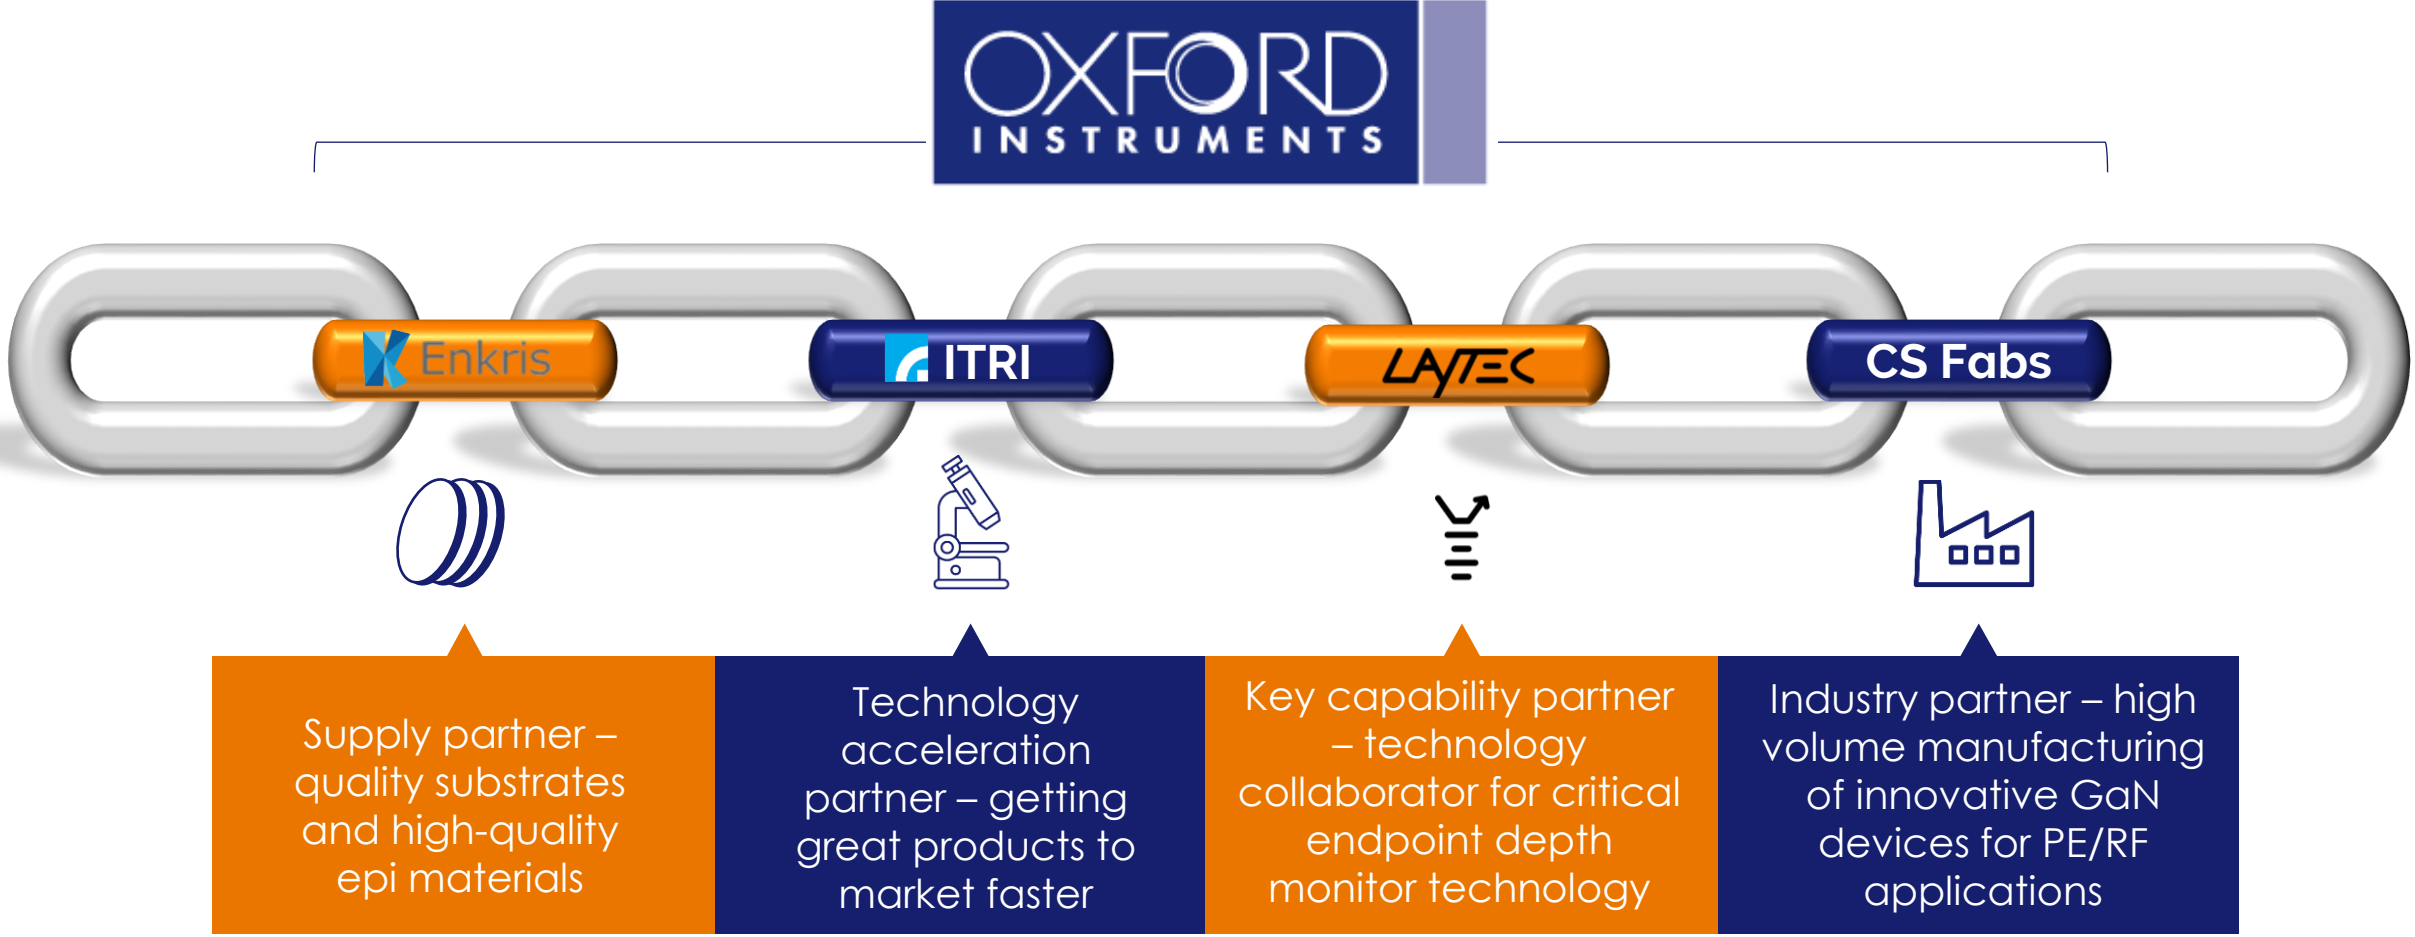 OXFORD
INSTRUMENTS
Enkris
ITRI
LAYTEC
CS Fabs
Supply partner –
quality substrates
and high-quality
epi materials
Technology
acceleration
partner – getting
great products to
market faster
Key capability partner
– technology
collaborator for critical
endpoint depth
monitor technology
Industry partner – high
volume manufacturing
of innovative GaN
devices for PE/RF
applications